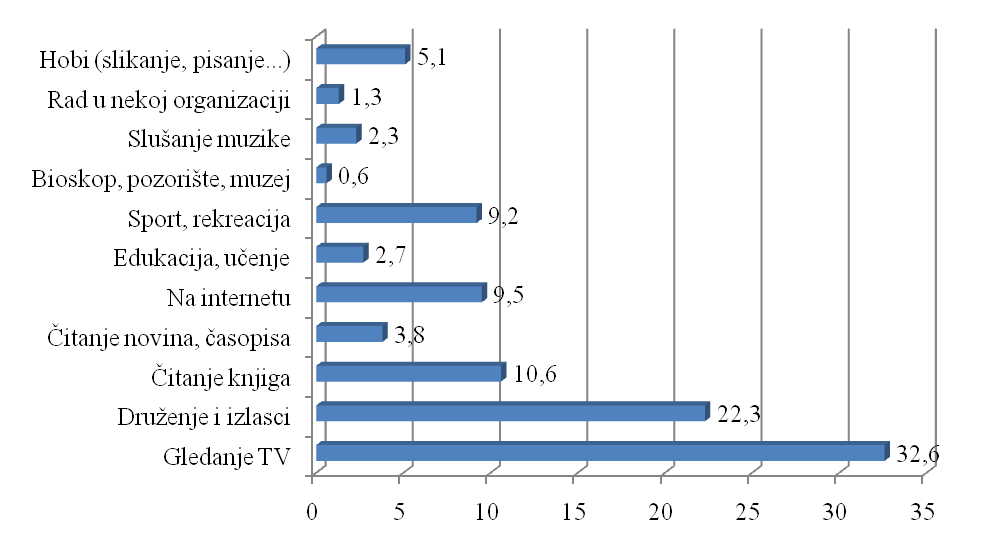 Hobi (slikanje, pisanje...) 5,1
Rad u nekoj organizaciji 1,3
Slušanje muzike 2,3
Bioskop, pozorište, muzej 0,6
Sport, rekreacija 9,2
Edukacija, učenje 2,7
Na internetu 9,5
Čitanje novina, časopisa 3,8
Čitanje knjiga 10,6
Druženje i izlasci 22,3
Gledanje TV 32,6
0 5 10 15 20 25 30 35